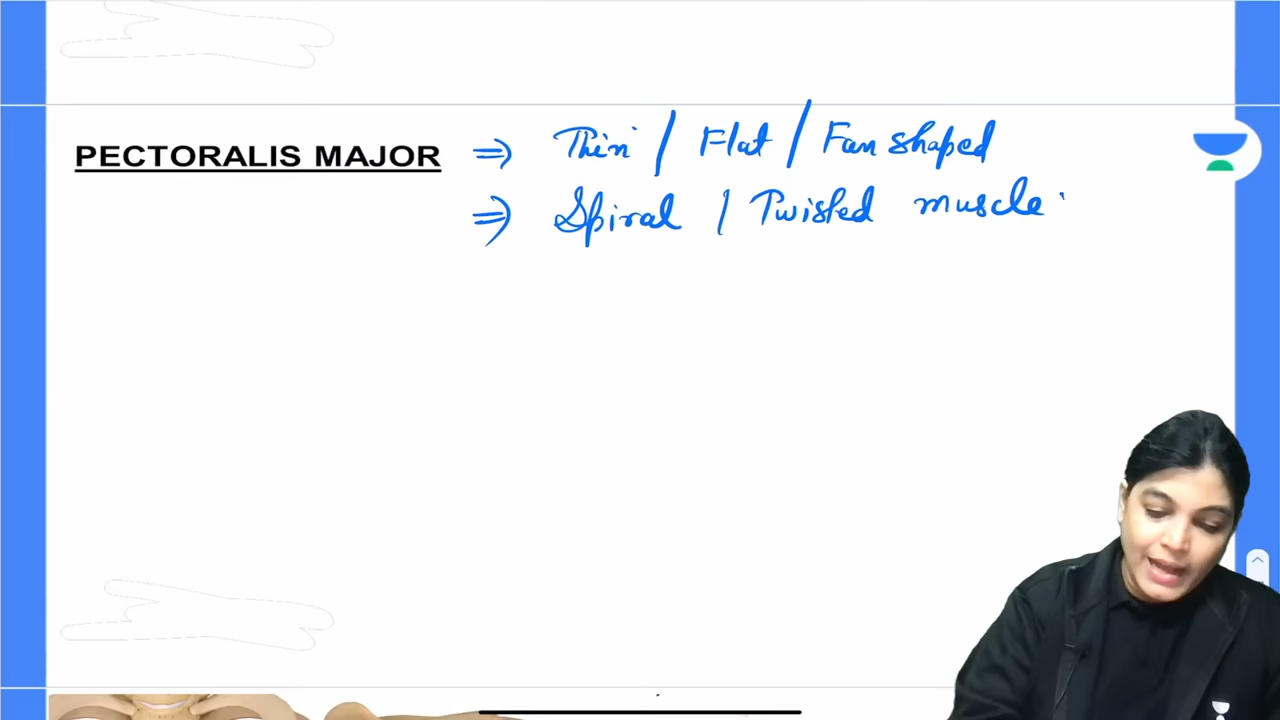 PECTORALIS MAJOR ⇒ Thin / Flat / Fan shaped
⇒ Spiral / Twisted muscle